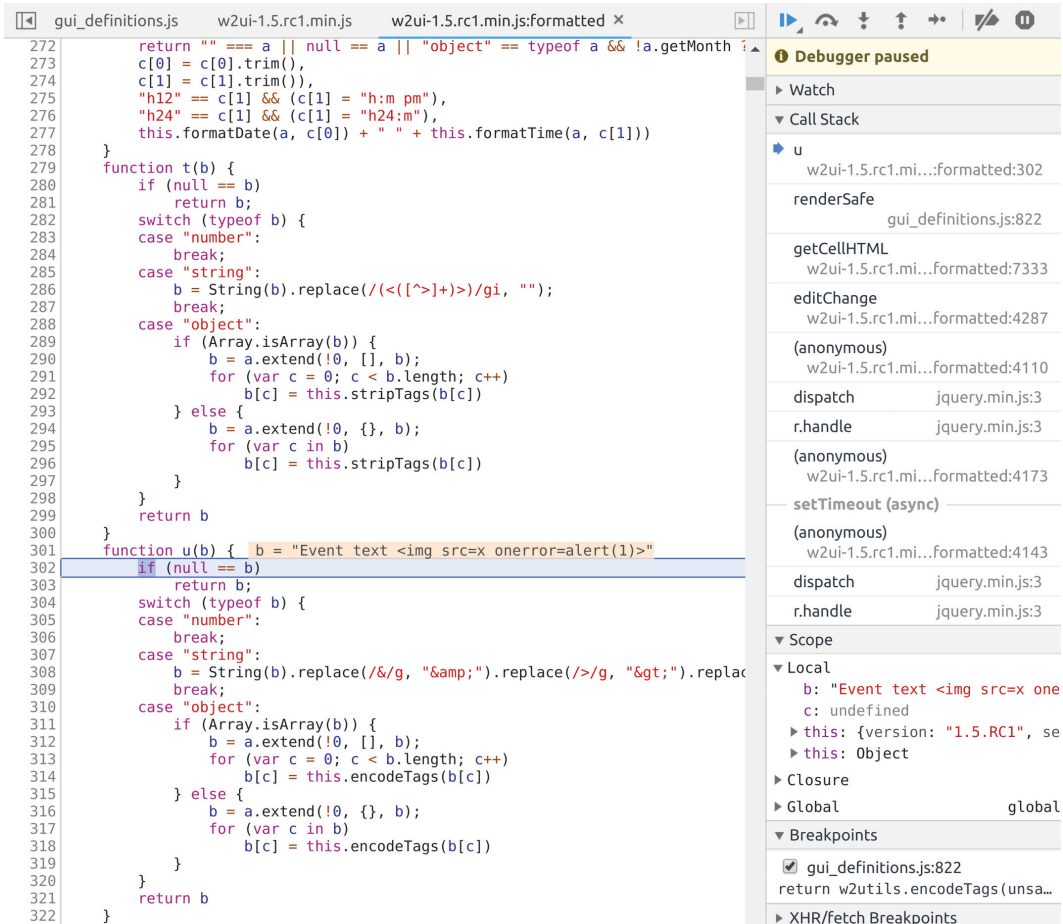 gui_definitions.js w2ui-1.5.rc1.min.js w2ui-1.5.rc1.min.js:formatted ×
272 return "" === a || null == a || "object" == typeof a && !a.getMonth ?
273 c[0] = c[0].trim(),
274 c[1] = c[1].trim()),
275 "h12" == c[1] && (c[1] = "h:m pm"),
276 "h24" == c[1] && (c[1] = "h24:m"),
277 this.formatDate(a, c[0]) + " " + this.formatTime(a, c[1]))
278 }
279 function t(b) {
280 if (null == b)
281 return b;
282 switch (typeof b) {
283 case "number":
284 break;
285 case "string":
286 b = String(b).replace(/(<([^>]+)>)/gi, "");
287 break;
288 case "object":
289 if (Array.isArray(b)) {
290 b = a.extend(!0, [], b);
291 for (var c = 0; c < b.length; c++)
292 b[c] = this.stripTags(b[c])
293 } else {
294 b = a.extend(!0, {}, b);
295 for (var c in b)
296 b[c] = this.stripTags(b[c])
297 }
298 }
299 return b
300 }
301 function u(b) { b = "Event text <img src=x onerror=alert(1)>"
302 if (null == b)
303 return b;
304 switch (typeof b) {
305 case "number":
306 break;
307 case "string":
308 b = String(b).replace(/&/g, "&amp;").replace(/>/g, "&gt;").replac
309 break;
310 case "object":
311 if (Array.isArray(b)) {
312 b = a.extend(!0, [], b);
313 for (var c = 0; c < b.length; c++)
314 b[c] = this.encodeTags(b[c])
315 } else {
316 b = a.extend(!0, {}, b);
317 for (var c in b)
318 b[c] = this.encodeTags(b[c])
319 }
320 }
321 return b
322 }
Debugger paused
Watch
Call Stack
u
w2ui-1.5.rc1.mi…:formatted:302
renderSafe
gui_definitions.js:822
getCellHTML
w2ui-1.5.rc1.mi…formatted:7333
editChange
w2ui-1.5.rc1.mi…formatted:4287
(anonymous)
w2ui-1.5.rc1.mi…formatted:4110
dispatch jquery.min.js:3
r.handle jquery.min.js:3
(anonymous)
w2ui-1.5.rc1.mi…formatted:4173
setTimeout (async)
(anonymous)
w2ui-1.5.rc1.mi…formatted:4143
dispatch jquery.min.js:3
r.handle jquery.min.js:3
Scope
Local
b: "Event text <img src=x one
c: undefined
this: {version: "1.5.RC1", se
this: Object
Closure
Global global
Breakpoints
gui_definitions.js:822
return w2utils.encodeTags(unsa…
XHR/fetch Breakpoints